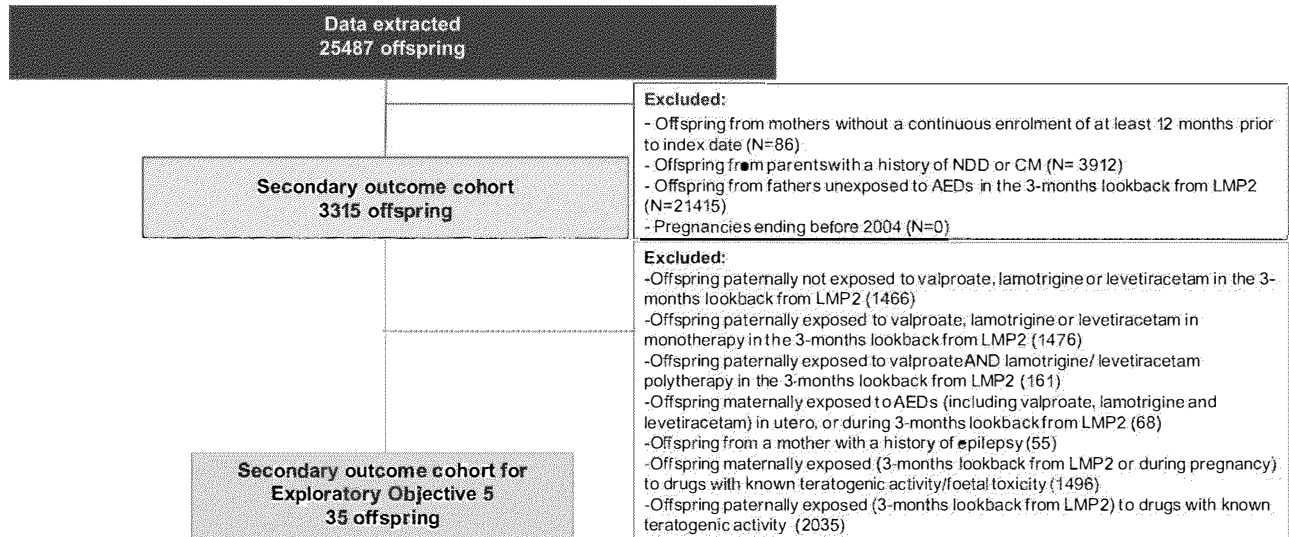 Data extracted
25487 offspring
Excluded:
- Offspring from mothers without a continuous enrolment of at least 12 months prior
to index date (N=86)
- Offspring from parents with a history of NDD or CM (N= 3912)
- Offspring from fathers unexposed to AEDs in the 3-months lookback from LMP2
(N=21415)
- Pregnancies ending before 2004 (N=0)
Secondary outcome cohort
3315 offspring
Excluded:
-Offspring paternally not exposed to valproate, lamotrigine or levetiracetam in the 3-
months lookback from LMP2 (1466)
-Offspring paternally exposed to valproate, lamotrigine or levetiracetam in
monotherapy in the 3-months lookback from LMP2 (1476)
-Offspring paternally exposed to valproate AND lamotrigine/ levetiracetam
polytherapy in the 3-months lookback from LMP2 (161)
-Offspring maternally exposed to AEDs (including valproate, lamotrigine and
levetiracetam) in utero, or during 3-months lookback from LMP2 (68)
-Offspring from a mother with a history of epilepsy (55)
-Offspring maternally exposed (3-months lookback from LMP2 or during pregnancy)
to drugs with known teratogenic activity/foetal toxicity (1496)
-Offspring paternally exposed (3-months lookback from LMP2) to drugs with known
teratogenic activity (2035)
Secondary outcome cohort for
Exploratory Objective 5
35 offspring